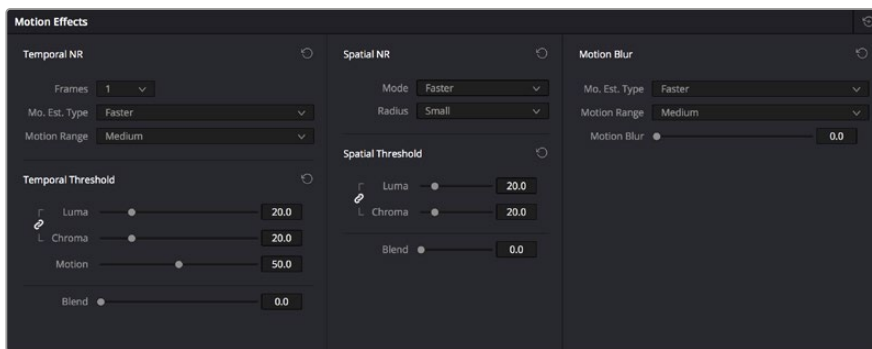 Motion Effects
Temporal NR
Frames 1
Mo. Est. Type Faster
Motion Range Medium
Temporal Threshold
Luma 20.0
Chroma 20.0
Motion 50.0
Blend 0.0
Spatial NR
Mode Faster
Radius Small
Spatial Threshold
Luma 20.0
Chroma 20.0
Blend 0.0
Motion Blur
Mo. Est. Type Faster
Motion Range Medium
Motion Blur 0.0